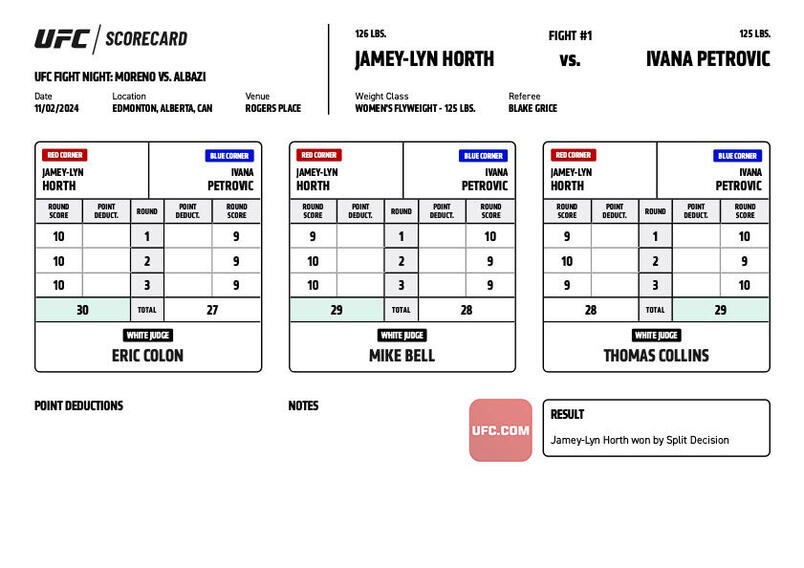 UFC SCORECARD
UFC FIGHT NIGHT: MORENO VS. ALBAZI
Date Location Venue
11/02/2024 EDMONTON, ALBERTA, CAN ROGERS PLACE
126 LBS. FIGHT #1 125 LBS.
JAMEY-LYN HORTH vs. IVANA PETROVIC
Weight Class Referee
WOMEN'S FLYWEIGHT - 125 LBS. BLAKE GRICE
RED CORNER BLUE CORNER
JAMEY-LYN IVANA
HORTH PETROVIC
ROUND POINT ROUND POINT ROUND
SCORE DEDUCT. DEDUCT. SCORE
10 1 9
10 2 9
10 3 9
30 TOTAL 27
WHITE JUDGE
ERIC COLON
RED CORNER BLUE CORNER
JAMEY-LYN IVANA
HORTH PETROVIC
ROUND POINT ROUND POINT ROUND
SCORE DEDUCT. DEDUCT. SCORE
9 1 10
10 2 9
10 3 9
29 TOTAL 28
WHITE JUDGE
MIKE BELL
RED CORNER BLUE CORNER
JAMEY-LYN IVANA
HORTH PETROVIC
ROUND POINT ROUND POINT ROUND
SCORE DEDUCT. DEDUCT. SCORE
9 1 10
10 2 9
9 3 10
28 TOTAL 29
WHITE JUDGE
THOMAS COLLINS
POINT DEDUCTIONS
NOTES
UFC.COM
RESULT
Jamey-Lyn Horth won by Split Decision